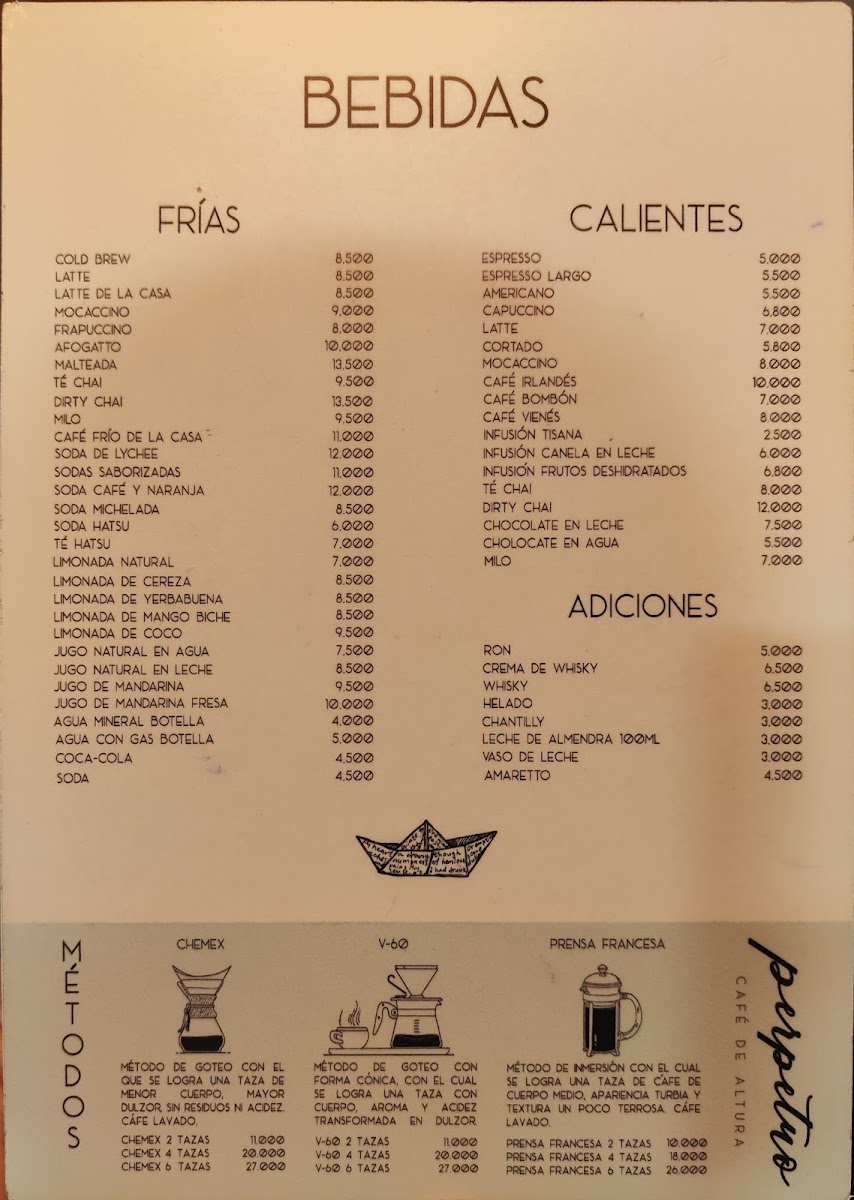 BEBIDAS
FRÍAS
COLD BREW 8,500
LATTE 8,500
LATTE DE LA CASA 8,500
MOCACCINO 9,000
FRAPUCCINO 8,000
AFOGATTO 10,000
MALTEADA 13,500
TÉ CHAI 9,500
DIRTY CHAI 13,500
MILO 9,500
CAFÉ FRÍO DE LA CASA 11,000
SODA DE LYCHEE 12,000
SODAS SABORIZADAS 11,000
SODA CAFÉ Y NARANJA 12,000
SODA MICHELADA 8,500
SODA HATSU 6,000
TÉ HATSU 7,000
LIMONADA NATURAL 7,000
LIMONADA DE CEREZA 8,500
LIMONADA DE YERBABUENA 8,500
LIMONADA DE MANGO BICHE 8,500
LIMONADA DE COCO 9,500
JUGO NATURAL EN AGUA 7,500
JUGO NATURAL EN LECHE 8,500
JUGO DE MANDARINA 9,500
JUGO DE MANDARINA FRESA 10,000
AGUA MINERAL BOTELLA 4,000
AGUA CON GAS BOTELLA 5,000
COCA-COLA 4,500
SODA 4,500
CALIENTES
ESPRESSO 5,000
ESPRESSO LARGO 5,500
AMERICANO 5,500
CAPUCCINO 6,800
LATTE 7,000
CORTADO 5,800
MOCACCINO 8,000
CAFÉ IRLANDÉS 10,000
CAFÉ BOMBÓN 7,000
CAFÉ VIENÉS 8,000
INFUSIÓN TISANA 2,500
INFUSIÓN CANELA EN LECHE 6,000
INFUSIÓN FRUTOS DESHIDRATADOS 6,800
TÉ CHAI 8,000
DIRTY CHAI 12,000
CHOCOLATE EN LECHE 7,500
CHOLOCATE EN AGUA 5,500
MILO 7,000
ADICIONES
RON 5,000
CREMA DE WHISKY 6,500
WHISKY 6,500
HELADO 3,000
CHANTILLY 3,000
LECHE DE ALMENDRA 100ML 3,000
VASO DE LECHE 3,000
AMARETTO 4,500
MÉTODOS
CHEMEX
MÉTODO DE GOTEO CON EL
QUE SE LOGRA UNA TAZA DE
MENOR CUERPO, MAYOR
DULZOR, SIN RESIDUOS NI ACIDEZ.
CÁFE LAVADO.
CHEMEX 2 TAZAS 11,000
CHEMEX 4 TAZAS 20,000
CHEMEX 6 TAZAS 27,000
V-60
MÉTODO DE GOTEO CON
FORMA CÓNICA, CON EL CUAL
SE LOGRA UNA TAZA CON
CUERPO, AROMA Y ACIDEZ
TRANSFORMADA EN DULZOR.
V-60 2 TAZAS 11,000
V-60 4 TAZAS 20,000
V-60 6 TAZAS 27,000
PRENSA FRANCESA
MÉTODO DE INMERSIÓN CON EL CUAL
SE LOGRA UNA TAZA DE CAFE DE
CUERPO MEDIO, APARIENCIA TURBIA Y
TEXTURA UN POCO TERROSA. CÁFE
LAVADO.
PRENSA FRANCESA 2 TAZAS 10,000
PRENSA FRANCESA 4 TAZAS 18,000
PRENSA FRANCESA 6 TAZAS 26,000
perpetuo
CAFÉ DE ALTURA